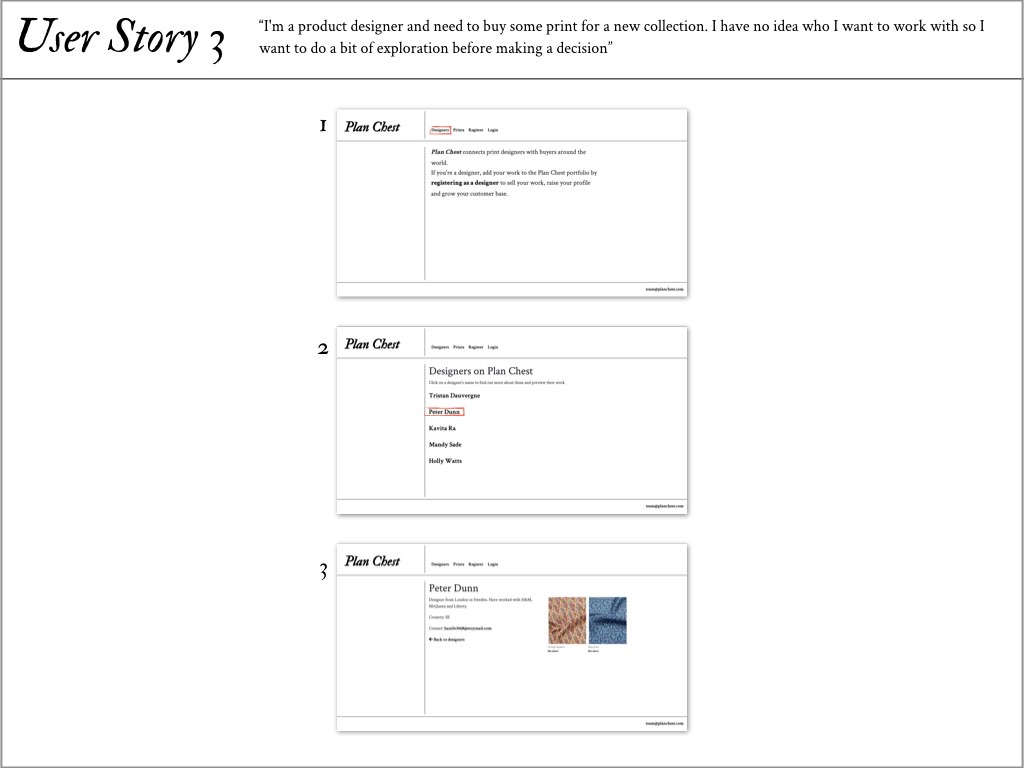 User Story 3
“I'm a product designer and need to buy some print for a new collection. I have no idea who I want to work with so I
want to do a bit of exploration before making a decision”
1
Plan Chest
Designers Prints Register Login
Plan Chest connects print designers with buyers around the
world.
If you're a designer, add your work to the Plan Chest portfolio by
registering as a designer to sell your work, raise your profile
and grow your customer base.
team@planchest.com
2
Plan Chest
Designers Prints Register Login
Designers on Plan Chest
Click on a designer's name to find out more about them and preview their work
Tristan Dauvergne
Peter Dunn
Kavita Ra
Mandy Sade
Holly Watts
team@planchest.com
3
Plan Chest
Designers Prints Register Login
Peter Dunn
Designer from London in Sweden. Have worked with H&M,
McQueen and Liberty.
Country: SE
Contact:
Back to designers
team@planchest.com